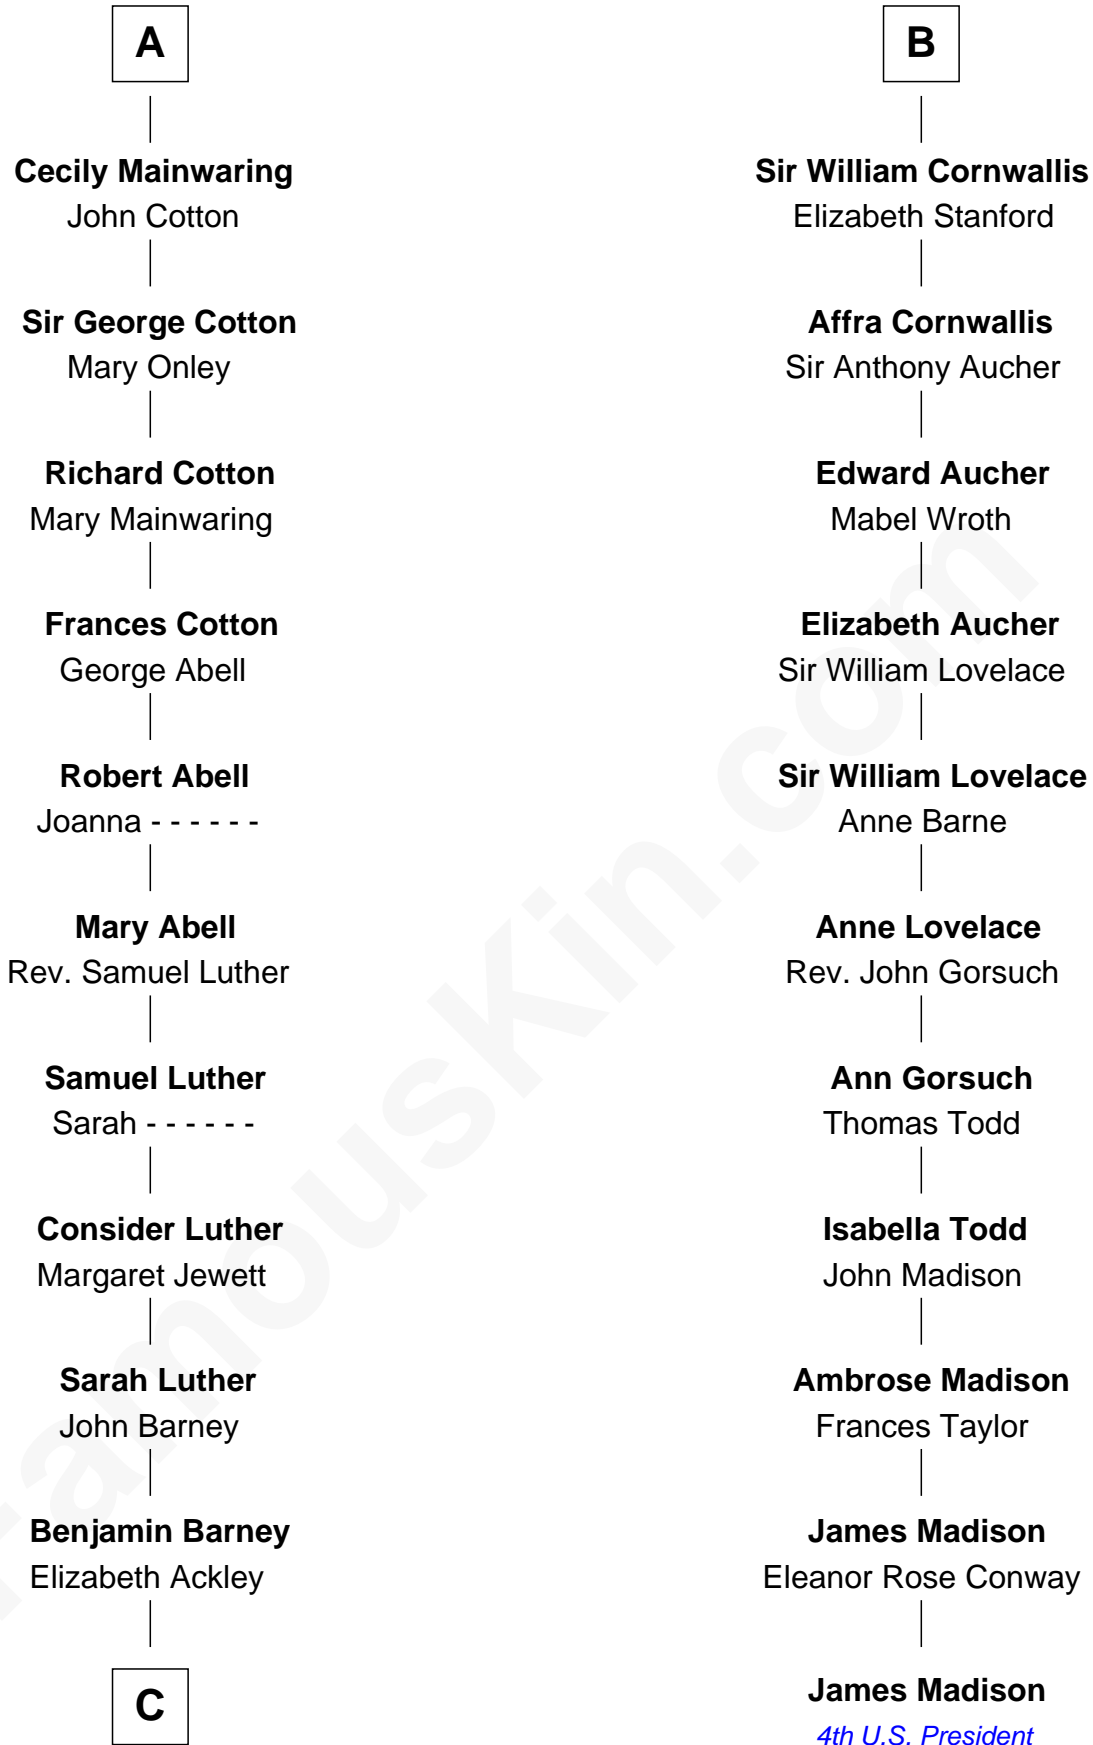 A
Cecily Mainwaring
John Cotton
Sir George Cotton
Mary Onley
Richard Cotton
Mary Mainwaring
Frances Cotton
George Abell
Robert Abell
Joanna - - - - - -
Mary Abell
Rev. Samuel Luther
Samuel Luther
Sarah - - - - - -
Consider Luther
Margaret Jewett
Sarah Luther
John Barney
Benjamin Barney
Elizabeth Ackley
C
B
Sir William Cornwallis
Elizabeth Stanford
Affra Cornwallis
Sir Anthony Aucher
Edward Aucher
Mabel Wroth
Elizabeth Aucher
Sir William Lovelace
Sir William Lovelace
Anne Barne
Anne Lovelace
Rev. John Gorsuch
Ann Gorsuch
Thomas Todd
Isabella Todd
John Madison
Ambrose Madison
Frances Taylor
James Madison
Eleanor Rose Conway
James Madison
4th U.S. President
FamousKin.com